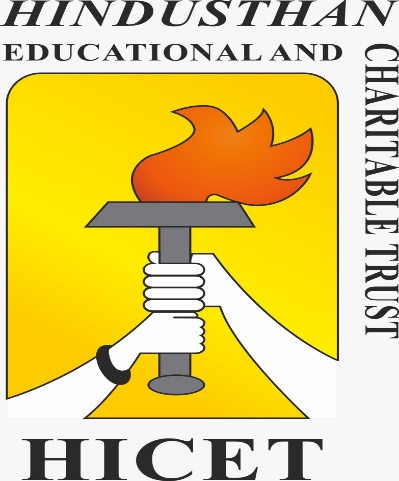 HINDUSTHAN
EDUCATIONAL AND
CHARITABLE TRUST
HICET